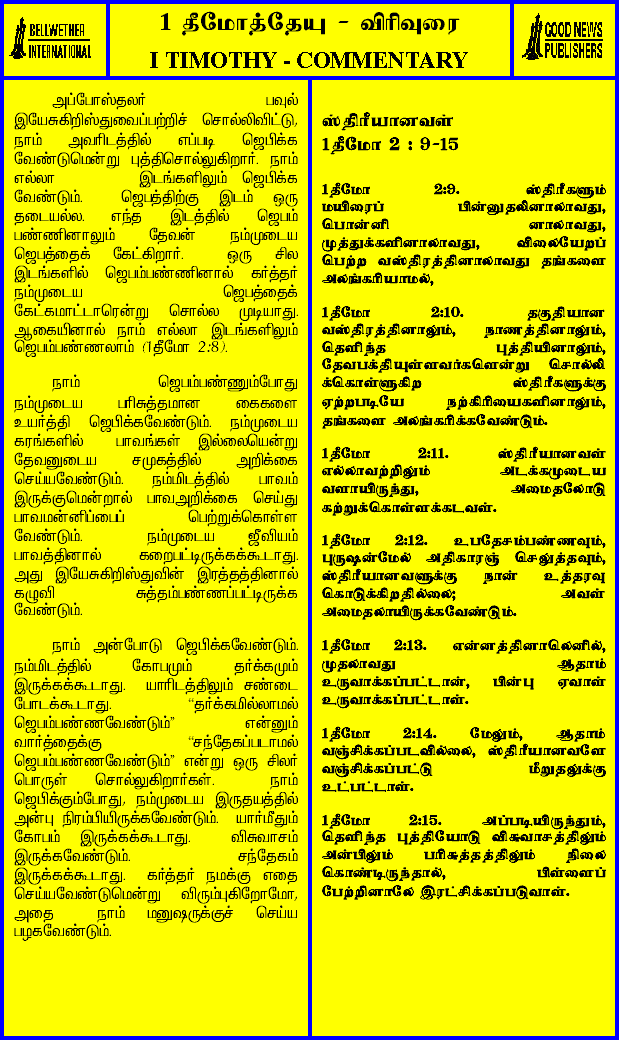 BELLWETHER
INTERNATIONAL
1 தீமோத்தேயு - விரிவுரை
I TIMOTHY - COMMENTARY
GOOD NEWS
PUBLISHERS
அப்போஸ்தலர் பவுல்
இயேசுகிறிஸ்துவைப்பற்றிச் சொல்லிவிட்டு,
நாம் அவரிடத்தில் எப்படி ஜெபிக்க
வேண்டுமென்று புத்திசொல்லுகிறார். நாம்
எல்லா இடங்களிலும் ஜெபிக்க
வேண்டும். ஜெபத்திற்கு இடம் ஒரு
தடையல்ல. எந்த இடத்தில் ஜெபம்
பண்ணினாலும் தேவன் நம்முடைய
ஜெபத்தைக் கேட்கிறார். ஒரு சில
இடங்களில் ஜெபம்பண்ணினால் கர்த்தர்
நம்முடைய ஜெபத்தைக்
கேட்கமாட்டாரென்று சொல்ல முடியாது.
ஆகையினால் நாம் எல்லா இடங்களிலும்
ஜெபம்பண்ணலாம் (1தீமோ 2:8).
நாம் ஜெபம்பண்ணும்போது
நம்முடைய பரிசுத்தமான கைகளை
உயர்த்தி ஜெபிக்கவேண்டும். நம்முடைய
கரங்களில் பாவங்கள் இல்லையென்று
தேவனுடைய சமுகத்தில் அறிக்கை
செய்யவேண்டும். நம்மிடத்தில் பாவம்
இருக்குமென்றால் பாவஅறிக்கை செய்து
பாவமன்னிப்பைப் பெற்றுக்கொள்ள
வேண்டும். நம்முடைய ஜீவியம்
பாவத்தினால் கறைபட்டிருக்கக்கூடாது.
அது இயேசுகிறிஸ்துவின் இரத்தத்தினால்
கழுவி சுத்தம்பண்ணப்பட்டிருக்க
வேண்டும்.
நாம் அன்போடு ஜெபிக்கவேண்டும்.
நம்மிடத்தில் கோபமும் தர்க்கமும்
இருக்கக்கூடாது. யாரிடத்திலும் சண்டை
போடக்கூடாது. “தர்க்கமில்லாமல்
ஜெபம்பண்ணவேண்டும்” என்னும்
வார்த்தைக்கு “சந்தேகப்படாமல்
ஜெபம்பண்ணவேண்டும்” என்று ஒரு சிலர்
பொருள் சொல்லுகிறார்கள். நாம்
ஜெபிக்கும்போது, நம்முடைய இருதயத்தில்
அன்பு நிரம்பியிருக்கவேண்டும். யார்மீதும்
கோபம் இருக்கக்கூடாது. விசுவாசம்
இருக்கவேண்டும். சந்தேகம்
இருக்கக்கூடாது. கர்த்தர் நமக்கு எதை
செய்யவேண்டுமென்று விரும்புகிறோமோ,
அதை நாம் மனுஷருக்குச் செய்ய
பழகவேண்டும்.
ஸ்திரீயானவள்
1தீமோ 2 : 9-15
1தீமோ 2:9. ஸ்திரீகளும்
மயிரைப் பின்னுதலினாலாவது,
பொன்னி னாலாவது,
முத்துக்களினாலாவது, விலையேறப்
பெற்ற வஸ்திரத்தினாலாவது தங்களை
அலங்கரியாமல்,
1தீமோ 2:10. தகுதியான
வஸ்திரத்தினாலும், நாணத்தினாலும்,
தெளிந்த புத்தியினாலும்,
தேவபக்தியுள்ளவர்களென்று சொல்லி
க்கொள்ளுகிற ஸ்திரீகளுக்கு
ஏற்றபடியே நற்கிரியைகளினாலும்,
தங்களை அலங்கரிக்கவேண்டும்.
1தீமோ 2:11. ஸ்திரீயானவள்
எல்லாவற்றிலும் அடக்கமுடைய
வளாயிருந்து, அமைதலோடு
கற்றுக்கொள்ளக்கடவள்.
1தீமோ 2:12. உபதேசம்பண்ணவும்,
புருஷன்மேல் அதிகாரஞ் செலுத்தவும்,
ஸ்திரீயானவளுக்கு நான் உத்தரவு
கொடுக்கிறதில்லை; அவள்
அமைதலாயிருக்கவேண்டும்.
1தீமோ 2:13. என்னத்தினாலெனில்,
முதலாவது ஆதாம்
உருவாக்கப்பட்டான், பின்பு ஏவாள்
உருவாக்கப்பட்டாள்.
1தீமோ 2:14. மேலும், ஆதாம்
வஞ்சிக்கப்படவில்லை, ஸ்திரீயானவளே
வஞ்சிக்கப்பட்டு மீறுதலுக்கு
உட்பட்டாள்.
1தீமோ 2:15. அப்படியிருந்தும்,
தெளிந்த புத்தியோடு விசுவாசத்திலும்
அன்பிலும் பரிசுத்தத்திலும் நிலை
கொண்டிருந்தால், பிள்ளைப்
பேற்றினாலே இரட்சிக்கப்படுவாள்.